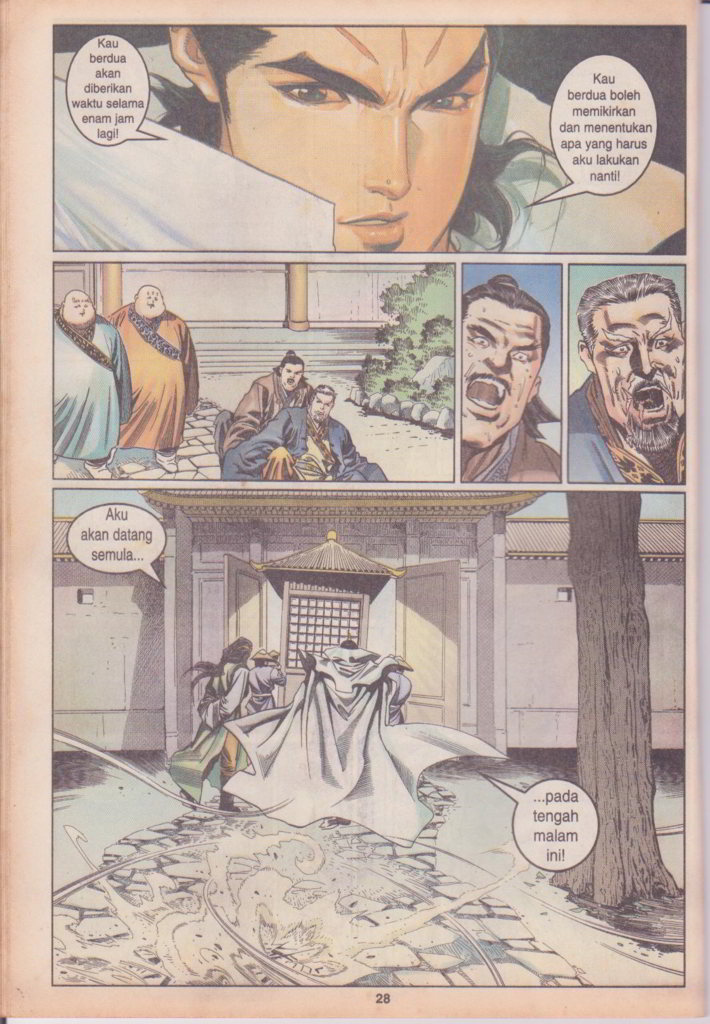 Kau
berdua
akan
diberikan
waktu selama
enam jam
lagi!
Kau
berdua boleh
memikirkan
dan menentukan
apa yang harus
aku lakukan
nanti!
Aku
akan datang
semula...
...pada
tengah
malam
ini!
28